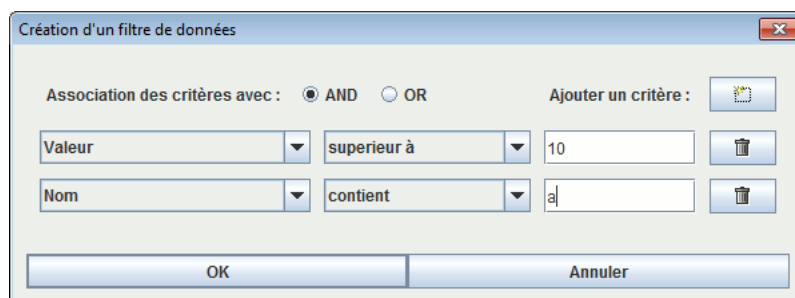 Création d'un filtre de données
Association des critères avec : AND OR Ajouter un critère :
Valeur superieur à 10
Nom contient a
OK Annuler